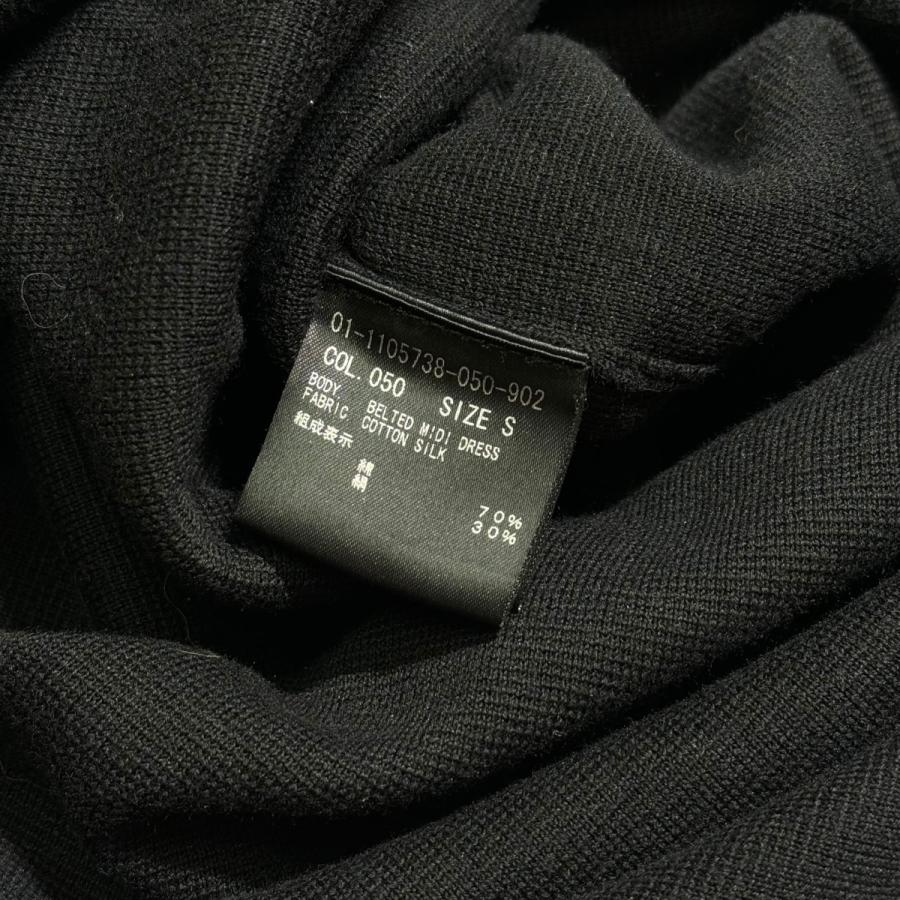 01-1105738-050-902
COL. 050 SIZE S
BODY BELTED MIDI DRESS
FABRIC COTTON SILK
組成表示
綿 70%
絹 30%